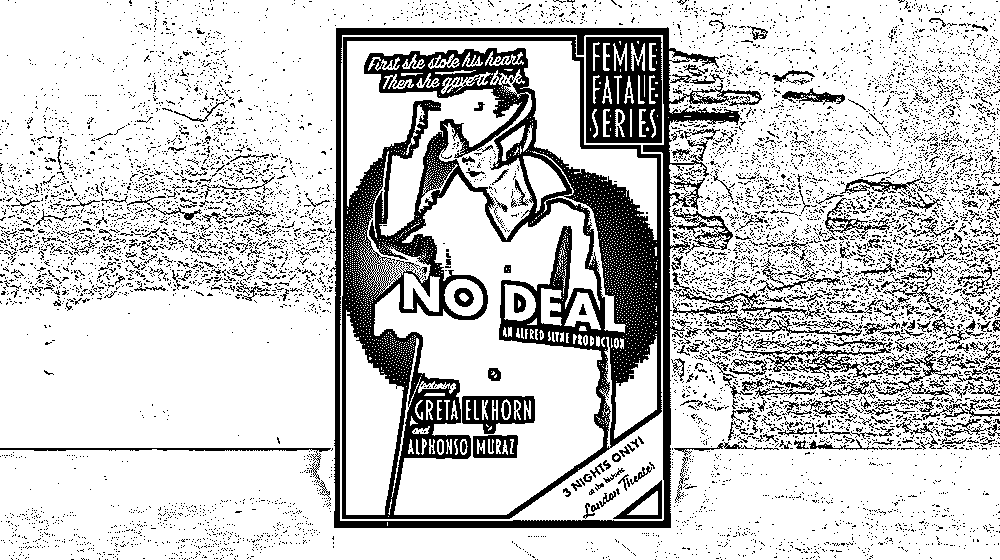 First she stole his heart.
Then she gave it back.
FEMME
FATALE
SERIES
NO DEAL
AN ALFRED SLYNE PRODUCTION
featuring
GRETA ELKHORN
and
ALPHONSO MURAZ
3 NIGHTS ONLY!
at the historic
Landon Theater